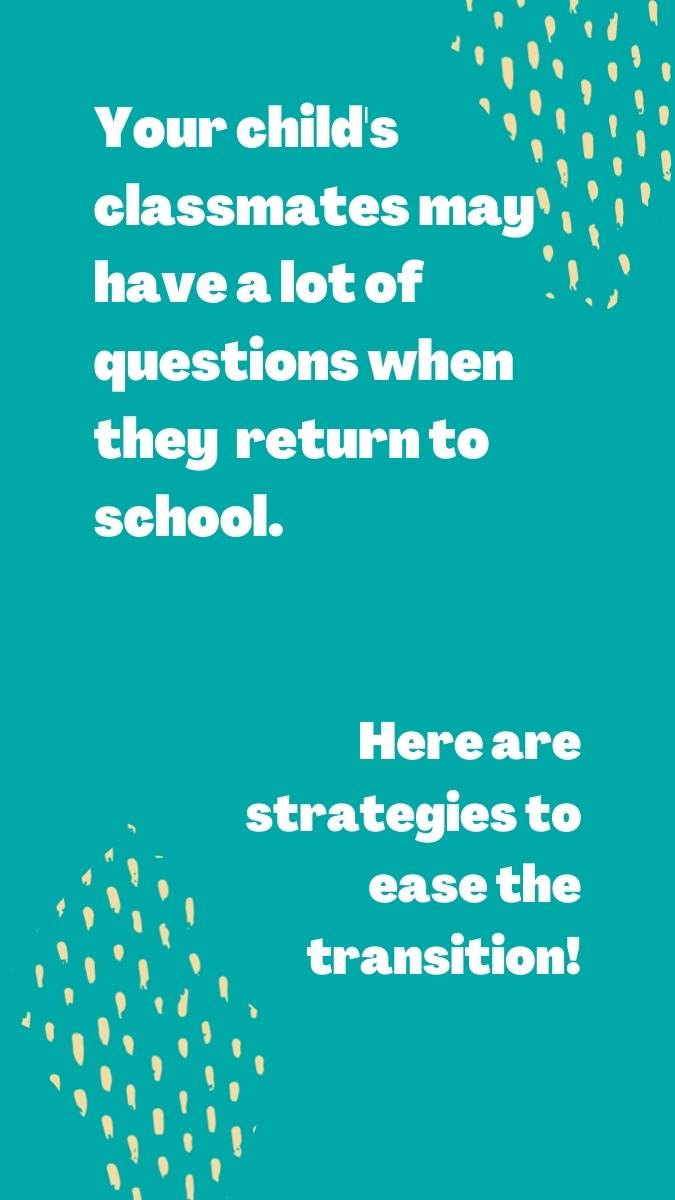 Your child's
classmates may
have a lot of
questions when
they  return to
school.
Here are
strategies to
ease the
transition!